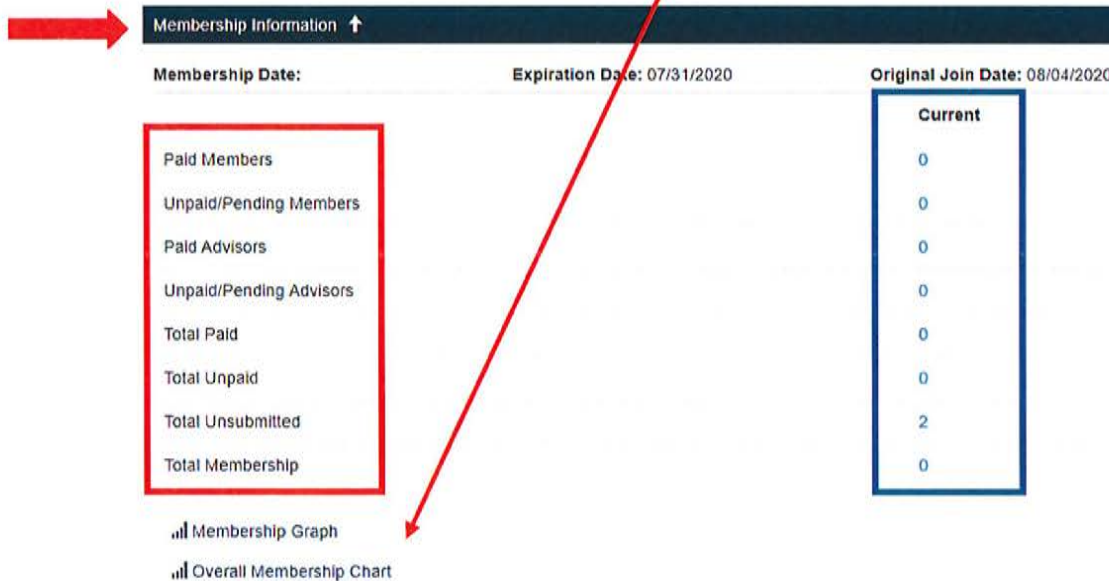 Membership Information
Membership Date: Expiration Date: 07/31/2020 Original Join Date: 08/04/2020
Current
Paid Members 0
Unpaid/Pending Members 0
Paid Advisors 0
Unpaid/Pending Advisors 0
Total Paid 0
Total Unpaid 0
Total Unsubmitted 2
Total Membership 0
Membership Graph
Overall Membership Chart